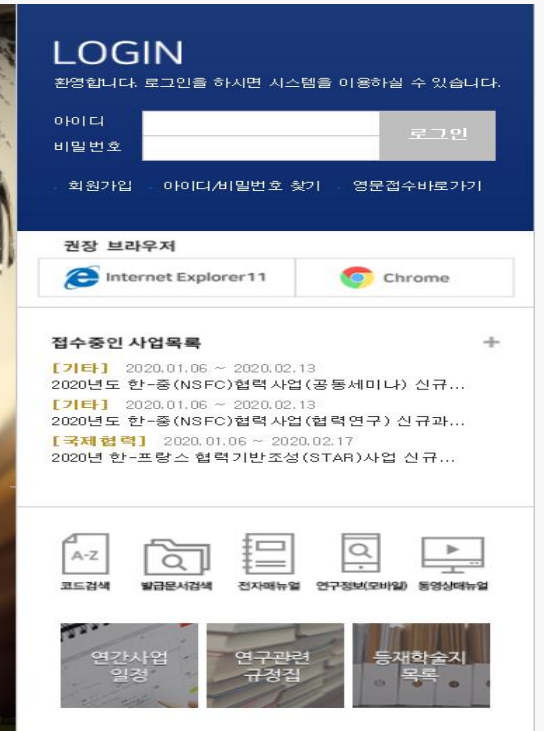 LOGIN
환영합니다. 로그인을 하시면 시스템을 이용하실 수 있습니다.
아이디
비밀번호
로그인
회원가입 아이디/비밀번호 찾기 영문접수바로가기
권장 브라우저
Internet Explorer11 Chrome
접수중인 사업목록 +
[기타] 2020.01.06 ~ 2020.02.13
2020년도 한-중(NSFC)협력사업(공동세미나) 신규...
[기타] 2020.01.06 ~ 2020.02.13
2020년도 한-중(NSFC)협력사업(협력연구) 신규과...
[국제협력] 2020.01.06 ~ 2020.02.17
2020년 한-프랑스 협력기반조성(STAR)사업 신규...
A-Z
코드검색 발급문서검색 전자매뉴얼 연구정보(모바일) 동영상매뉴얼
연간사업 연구관련 등재학술지
일정 규정집 목록